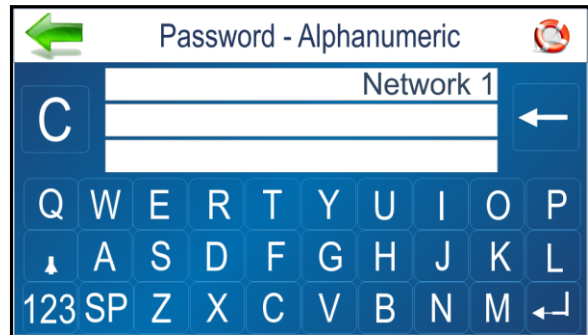 Password - Alphanumeric
Network 1
C
Q W E R T Y U I O P
A S D F G H J K L
123 SP Z X C V B N M